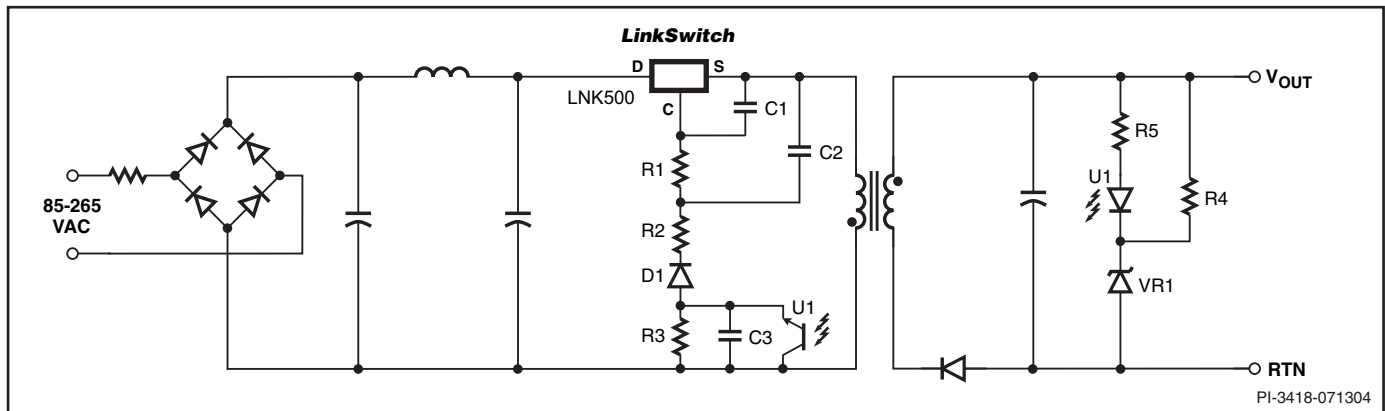 LinkSwitch
D
S
LNK500
C
C1
C2
R1
R2
D1
R3
C3
U1
85-265
VAC
VOUT
R5
U1
R4
VR1
RTN
PI-3418-071304